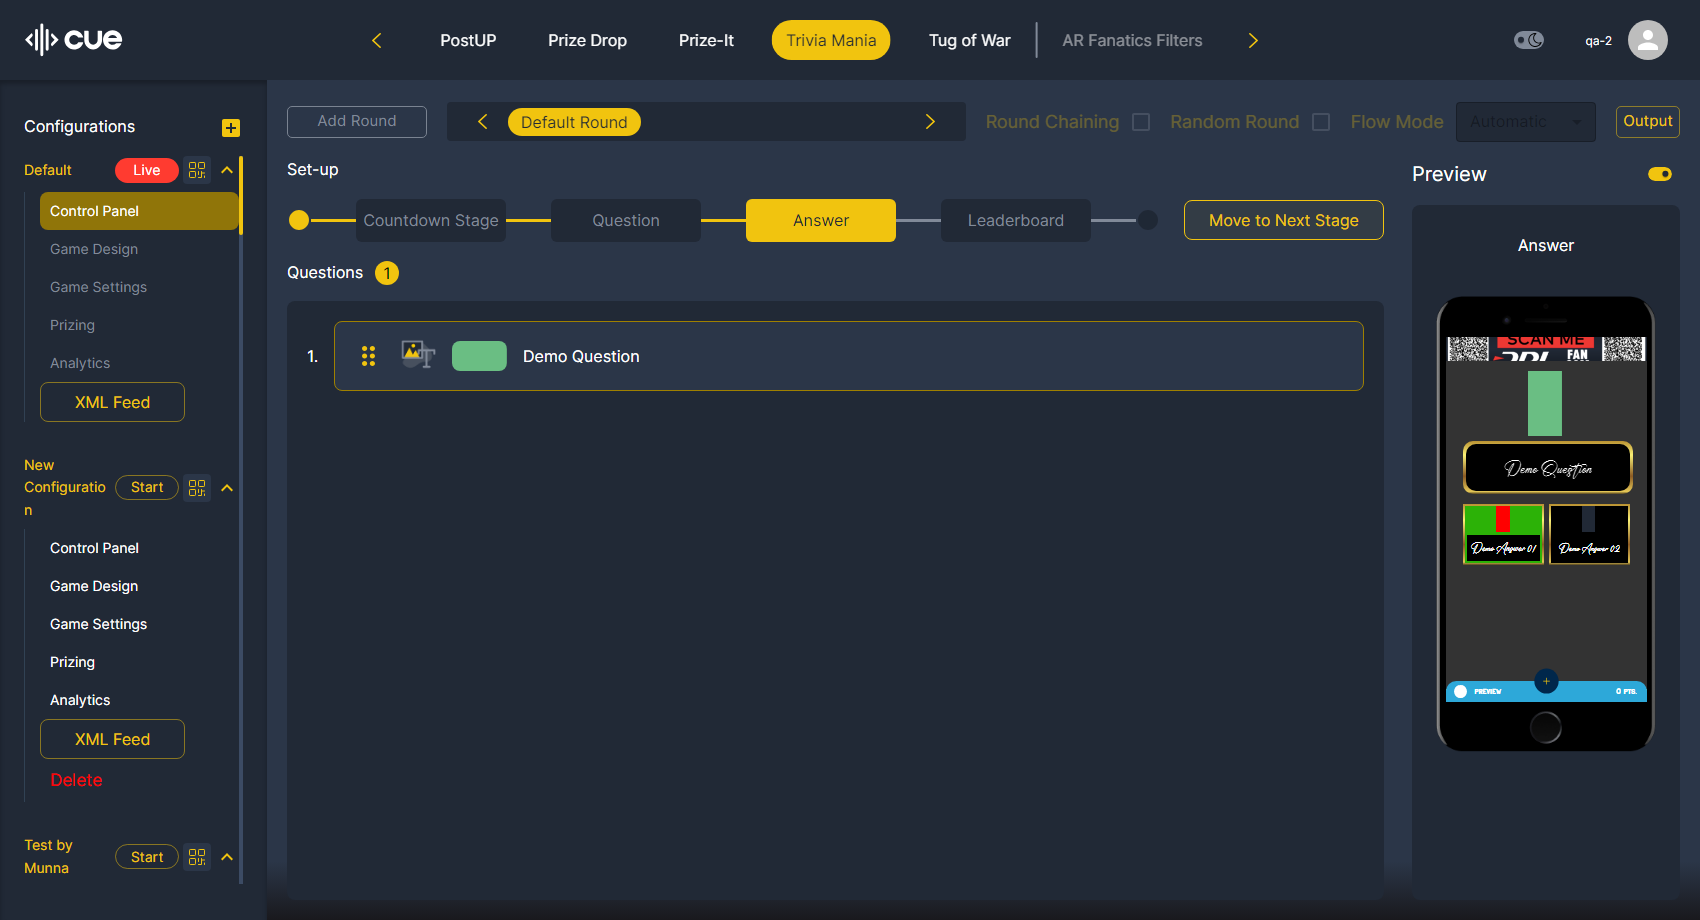 cue
PostUP
Prize Drop
Prize-It
Trivia Mania
Tug of War
AR Fanatics Filters
qa-2
Configurations
Default
Live
Control Panel
Game Design
Game Settings
Prizing
Analytics
XML Feed
New
Configuratio
n
Start
Control Panel
Game Design
Game Settings
Prizing
Analytics
XML Feed
Delete
Test by
Munna
Start
Add Round
Default Round
Round Chaining
Random Round
Flow Mode
Automatic
Output
Set-up
Countdown Stage
Question
Answer
Leaderboard
Move to Next Stage
Questions 1
1.
Demo Question
Preview
Answer
SCAN ME
FAN
Demo Question
Demo Answer 01
Demo Answer 02
PREVIEW
0 PTS.